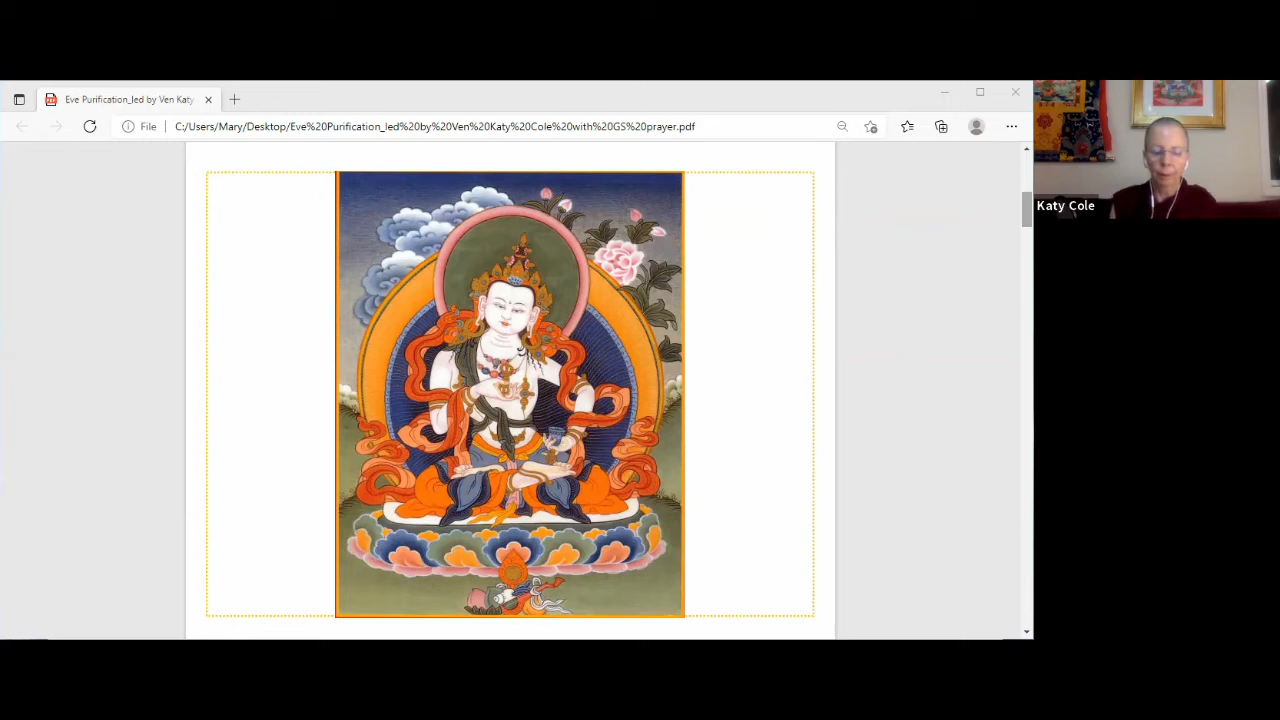 Eve Purification_led by Ven Katy
File
C:/Users/Mary/Desktop/Eve%20Purification_led%20by%20Ven%20Katy%20Cole%20with%20GS%20prayer.pdf
Katy Cole